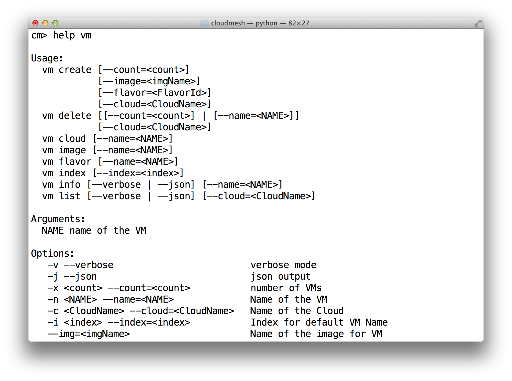 cloudmesh — python — 82×27
cm> help vm
Usage:
vm create [--count=<count>]
[--image=<imgName>]
[--flavor=<FlavorId>]
[--cloud=<CloudName>]
vm delete [[--count=<count>] | [--name=<NAME>]]
[--cloud=<CloudName>]
vm cloud [--name=<NAME>]
vm image [--name=<NAME>]
vm flavor [--name=<NAME>]
vm index [--index=<index>]
vm info [--verbose | --json] [--name=<NAME>]
vm list [--verbose | --json] [--cloud=<CloudName>]
Arguments:
NAME name of the VM
Options:
-v --verbose verbose mode
-j --json json output
-x <count> --count=<count> number of VMs
-n <NAME> --name=<NAME> Name of the VM
-c <CloudName> --cloud=<CloudName> Name of the Cloud
-i <index> --index=<index> Index for default VM Name
--img=<imgName> Name of the image for VM